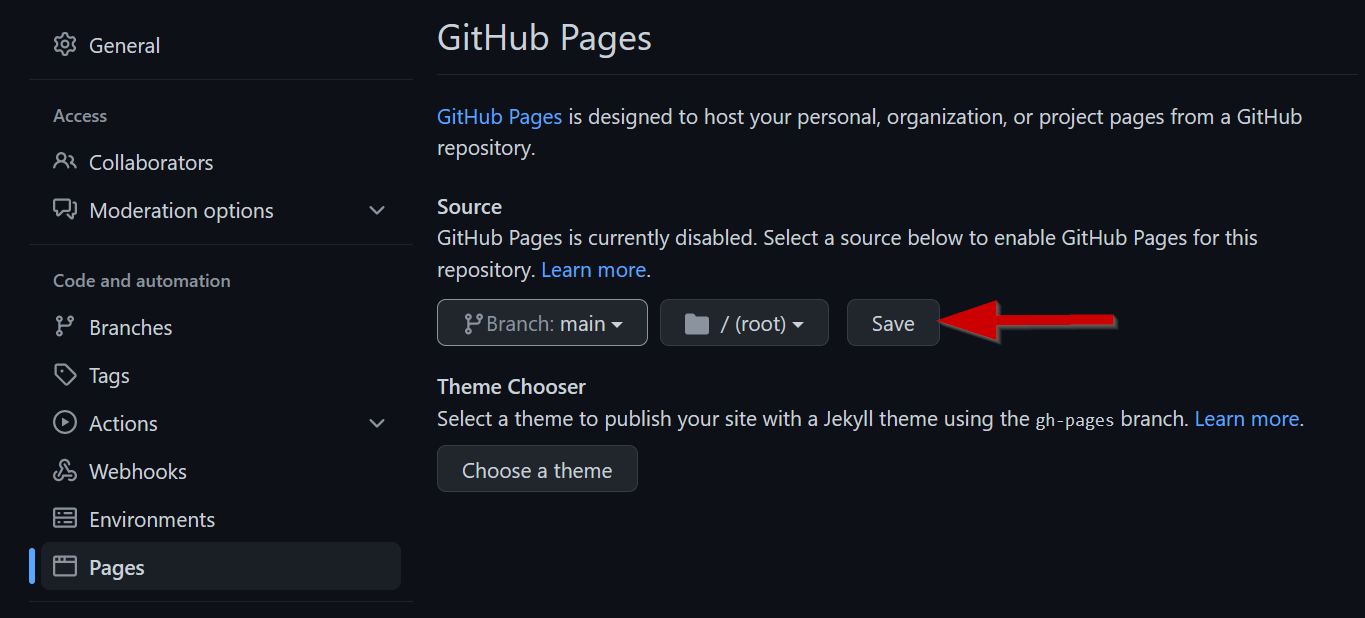 General
Access
Collaborators
Moderation options
Code and automation
Branches
Tags
Actions
Webhooks
Environments
Pages
GitHub Pages
GitHub Pages is designed to host your personal, organization, or project pages from a GitHub
repository.
Source
GitHub Pages is currently disabled. Select a source below to enable GitHub Pages for this
repository. Learn more.
Branch: main / (root) Save
Theme Chooser
Select a theme to publish your site with a Jekyll theme using the gh-pages branch. Learn more.
Choose a theme